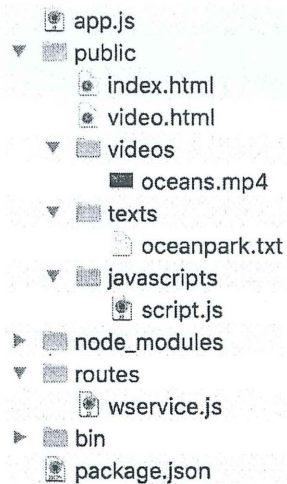 app.js
public
index.html
video.html
videos
oceans.mp4
texts
oceanpark.txt
javascripts
script.js
node_modules
routes
wservice.js
bin
package.json